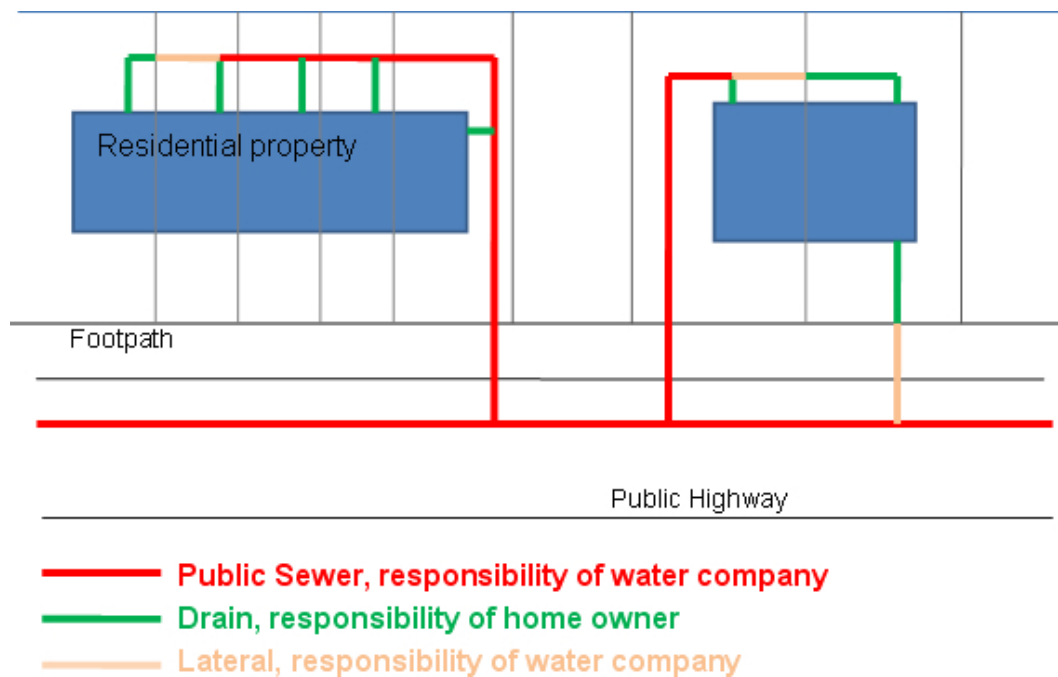 Residential property
Footpath
Public Highway
Public Sewer, responsibility of water company
Drain, responsibility of home owner
Lateral, responsibility of water company